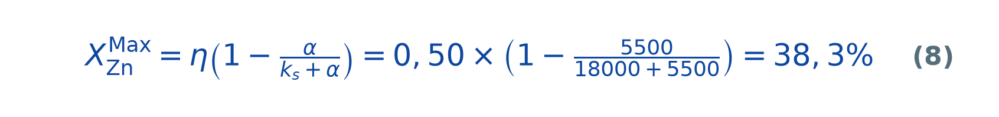 X_Zn^Max = η(1 − α/(k_s + α)) = 0,50 × (1 − 5500/(18000 + 5500)) = 38,3% (8)